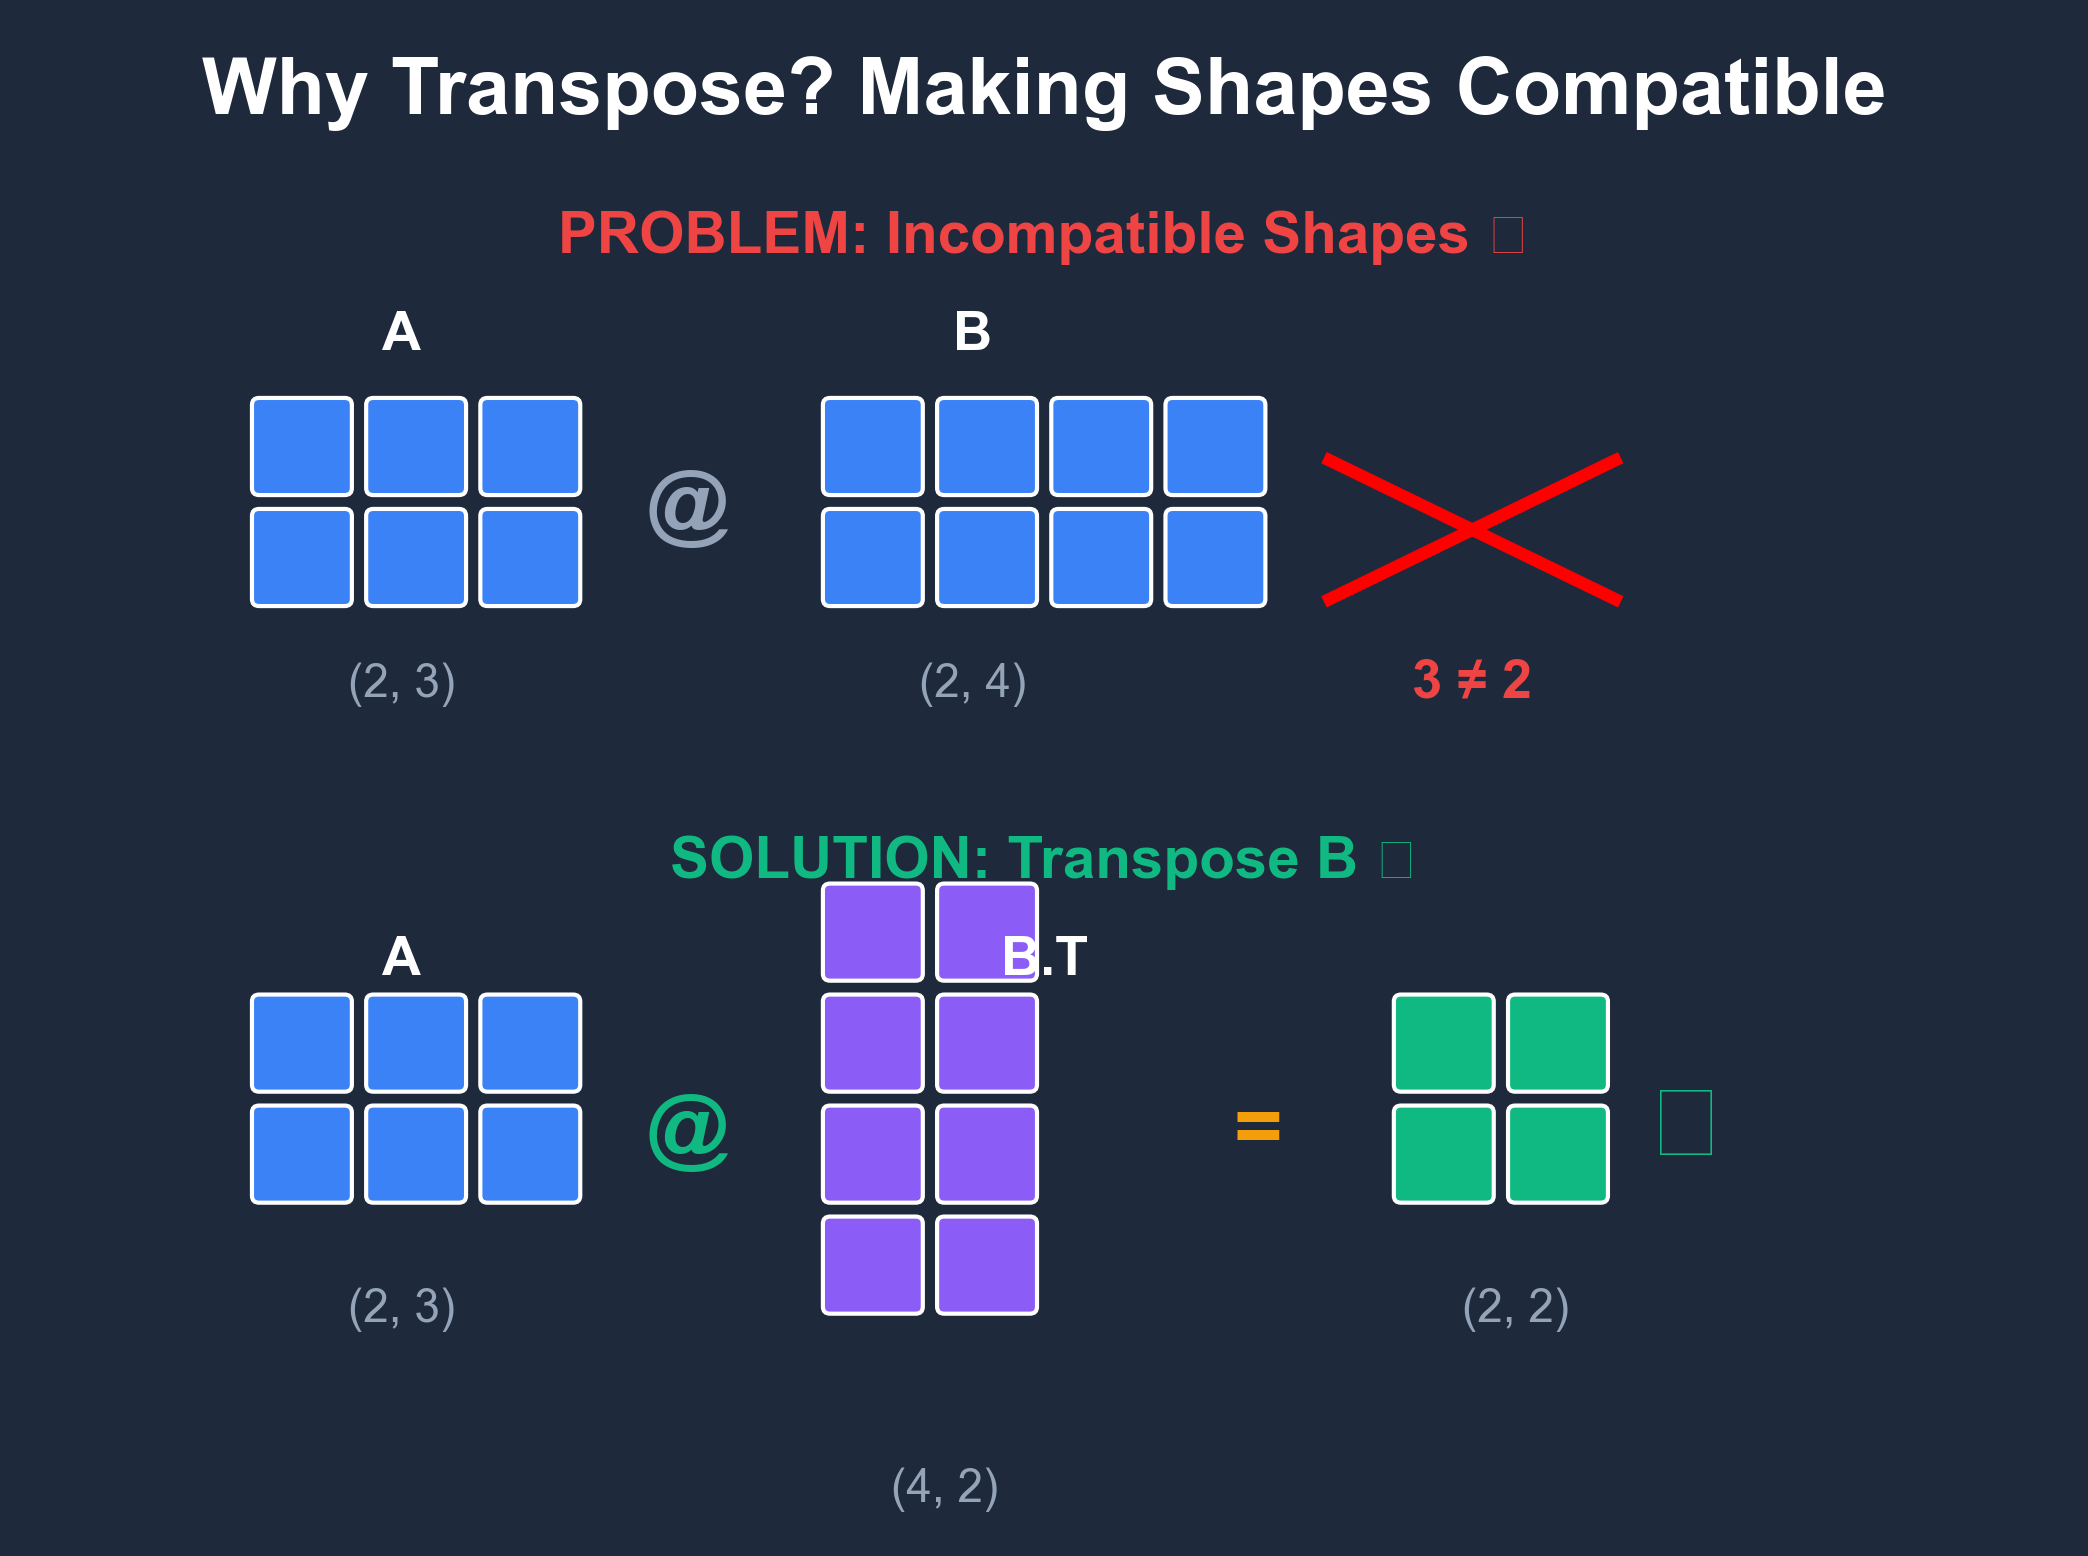 Why Transpose? Making Shapes Compatible
PROBLEM: Incompatible Shapes □
A B
@
(2, 3) (2, 4) 3 ≠ 2
SOLUTION: Transpose B □
A B.T
@ = □
(2, 3) (2, 2)
(4, 2)